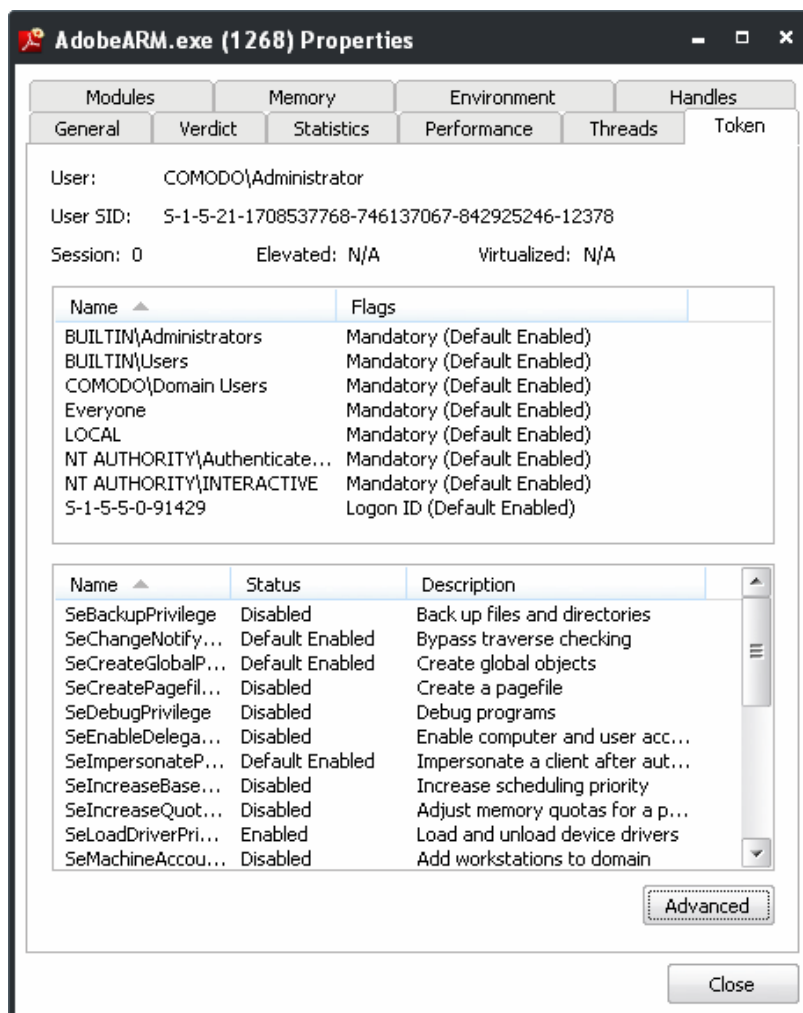 AdobeARM.exe (1268) Properties
Modules Memory Environment Handles
General Verdict Statistics Performance Threads Token
User: COMODO\Administrator
User SID: S-1-5-21-1708537768-746137067-842925246-12378
Session: 0 Elevated: N/A Virtualized: N/A
Name Flags
BUILTIN\Administrators Mandatory (Default Enabled)
BUILTIN\Users Mandatory (Default Enabled)
COMODO\Domain Users Mandatory (Default Enabled)
Everyone Mandatory (Default Enabled)
LOCAL Mandatory (Default Enabled)
NT AUTHORITY\Authenticate... Mandatory (Default Enabled)
NT AUTHORITY\INTERACTIVE Mandatory (Default Enabled)
S-1-5-5-0-91429 Logon ID (Default Enabled)
Name Status Description
SeBackupPrivilege Disabled Back up files and directories
SeChangeNotify... Default Enabled Bypass traverse checking
SeCreateGlobalP... Default Enabled Create global objects
SeCreatePagefil... Disabled Create a pagefile
SeDebugPrivilege Disabled Debug programs
SeEnableDelega... Disabled Enable computer and user acc...
SeImpersonateP... Default Enabled Impersonate a client after aut...
SeIncreaseBase... Disabled Increase scheduling priority
SeIncreaseQuot... Disabled Adjust memory quotas for a p...
SeLoadDriverPri... Enabled Load and unload device drivers
SeMachineAccou... Disabled Add workstations to domain
Advanced
Close